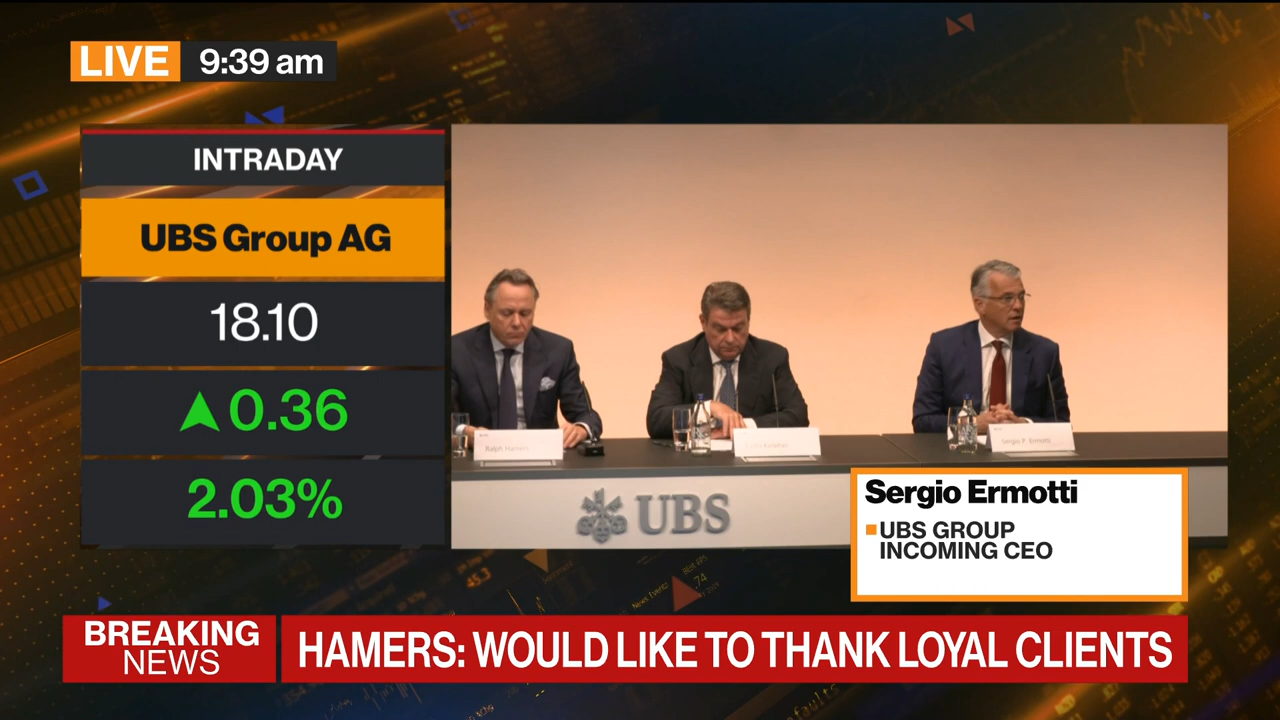 LIVE 9:39 am
INTRADAY
UBS Group AG
18.10
▲0.36
2.03%
Ralph Hamers
Sergio P. Ermotti
UBS
Sergio Ermotti
UBS GROUP
INCOMING CEO
BREAKING
NEWS
HAMERS: WOULD LIKE TO THANK LOYAL CLIENTS